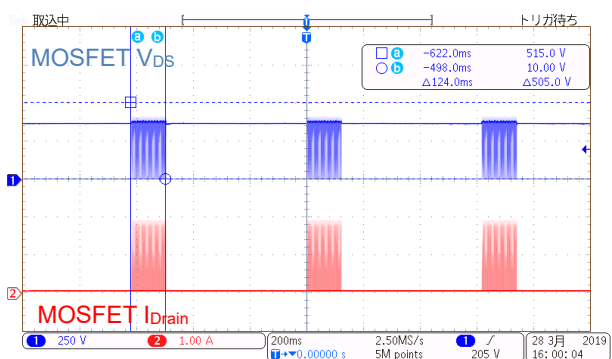 取込中
トリガ待ち
T
T
a b
MOSFET VDS
a -622.0ms 515.0 V
b -498.0ms 10.00 V
Δ124.0ms Δ505.0 V
1
2
MOSFET IDrain
1 250 V 2 1.00 A 200ms 2.50MS/s 1 28 3月 2019
T→▼0.00000 s 5M points 205 V 16:00:04